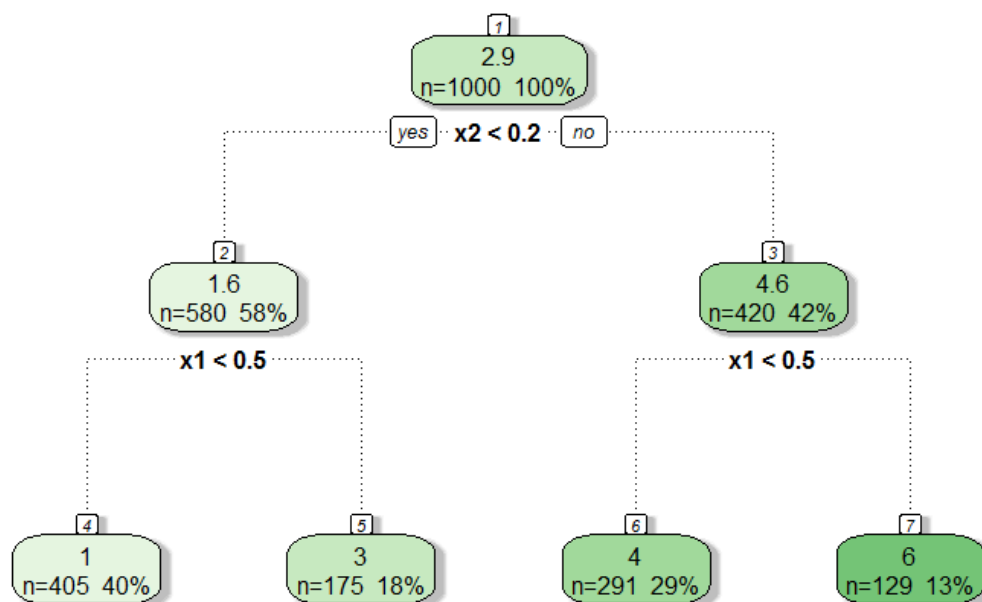 1
2.9
n=1000 100%
yes x2 < 0.2 no
2
3
1.6
4.6
n=580 58%
n=420 42%
x1 < 0.5
x1 < 0.5
4
5
6
7
1
3
4
6
n=405 40%
n=175 18%
n=291 29%
n=129 13%